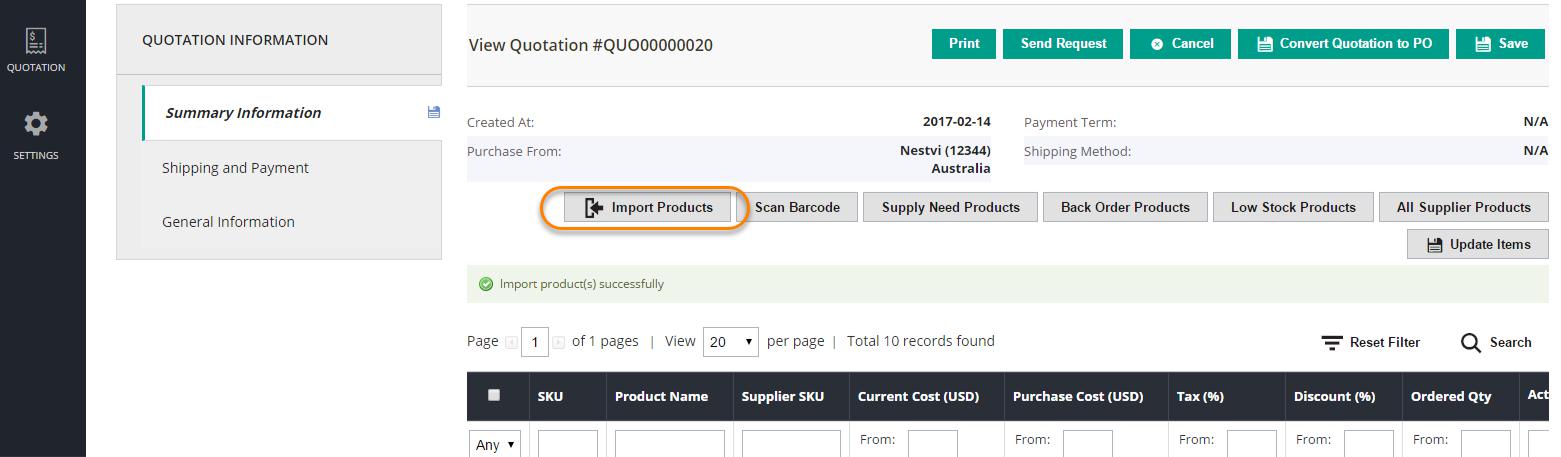 QUOTATION
SETTINGS
QUOTATION INFORMATION
Summary Information
Shipping and Payment
General Information
View Quotation #QUO00000020
Print Send Request Cancel Convert Quotation to PO Save
Created At: 2017-02-14 Payment Term: N/A
Purchase From: Nestvi (12344) Shipping Method: N/A
Australia
Import Products Scan Barcode Supply Need Products Back Order Products Low Stock Products All Supplier Products
Update Items
Import product(s) successfully
Page 1 of 1 pages | View 20 per page | Total 10 records found Reset Filter Search
SKU Product Name Supplier SKU Current Cost (USD) Purchase Cost (USD) Tax (%) Discount (%) Ordered Qty Act
Any From: From: From: From: From: